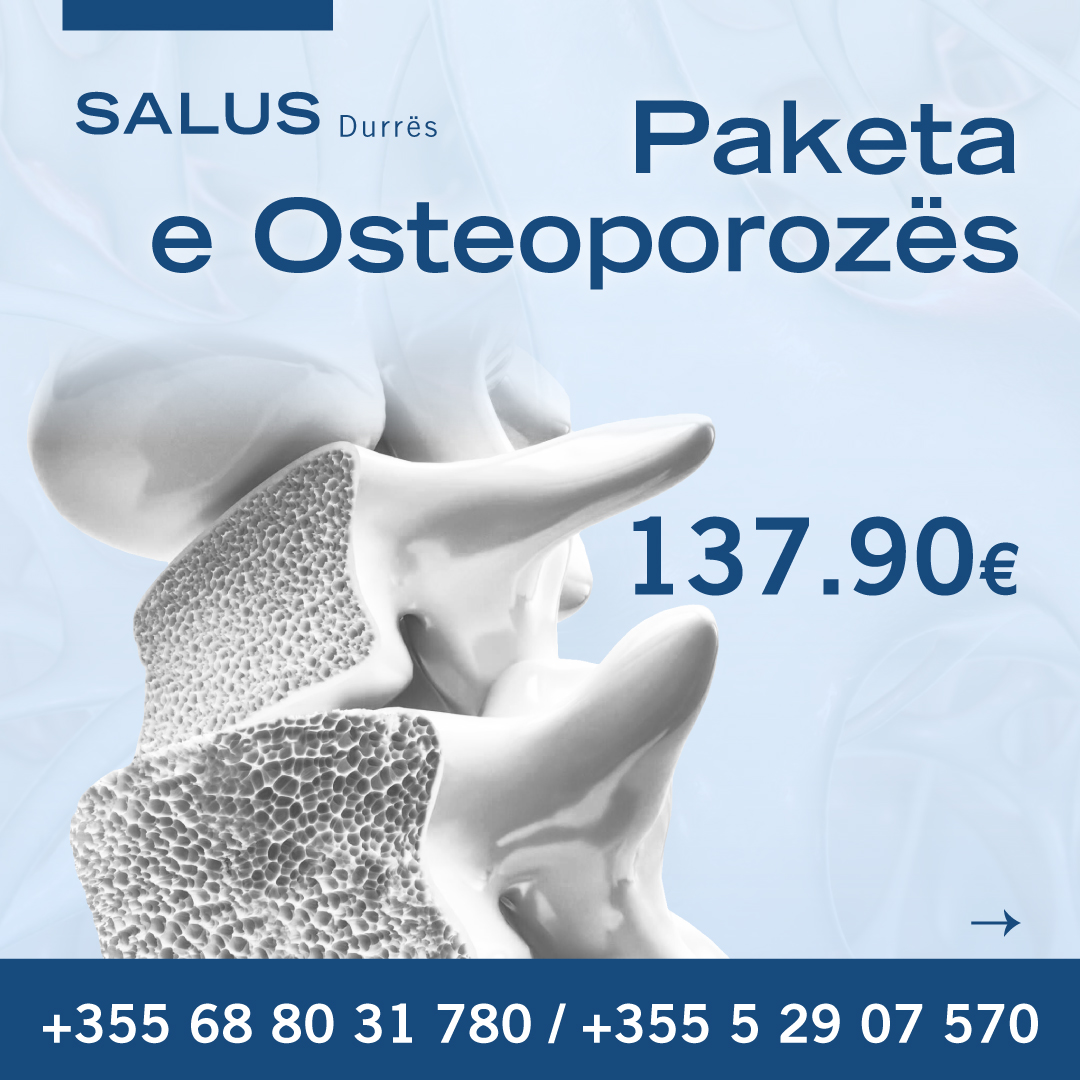 SALUS Durrës
Paketa
e Osteoporozës
137.90€
+355 68 80 31 780 / +355 5 29 07 570